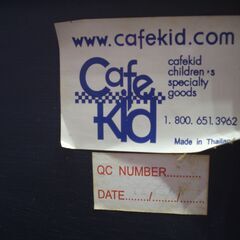 www.cafekid.com
Cafe
Kid
cafekid
children's
specialty
goods
1.800.651.3962
Made in Thailand
QC NUMBER............
DATE....../....../......